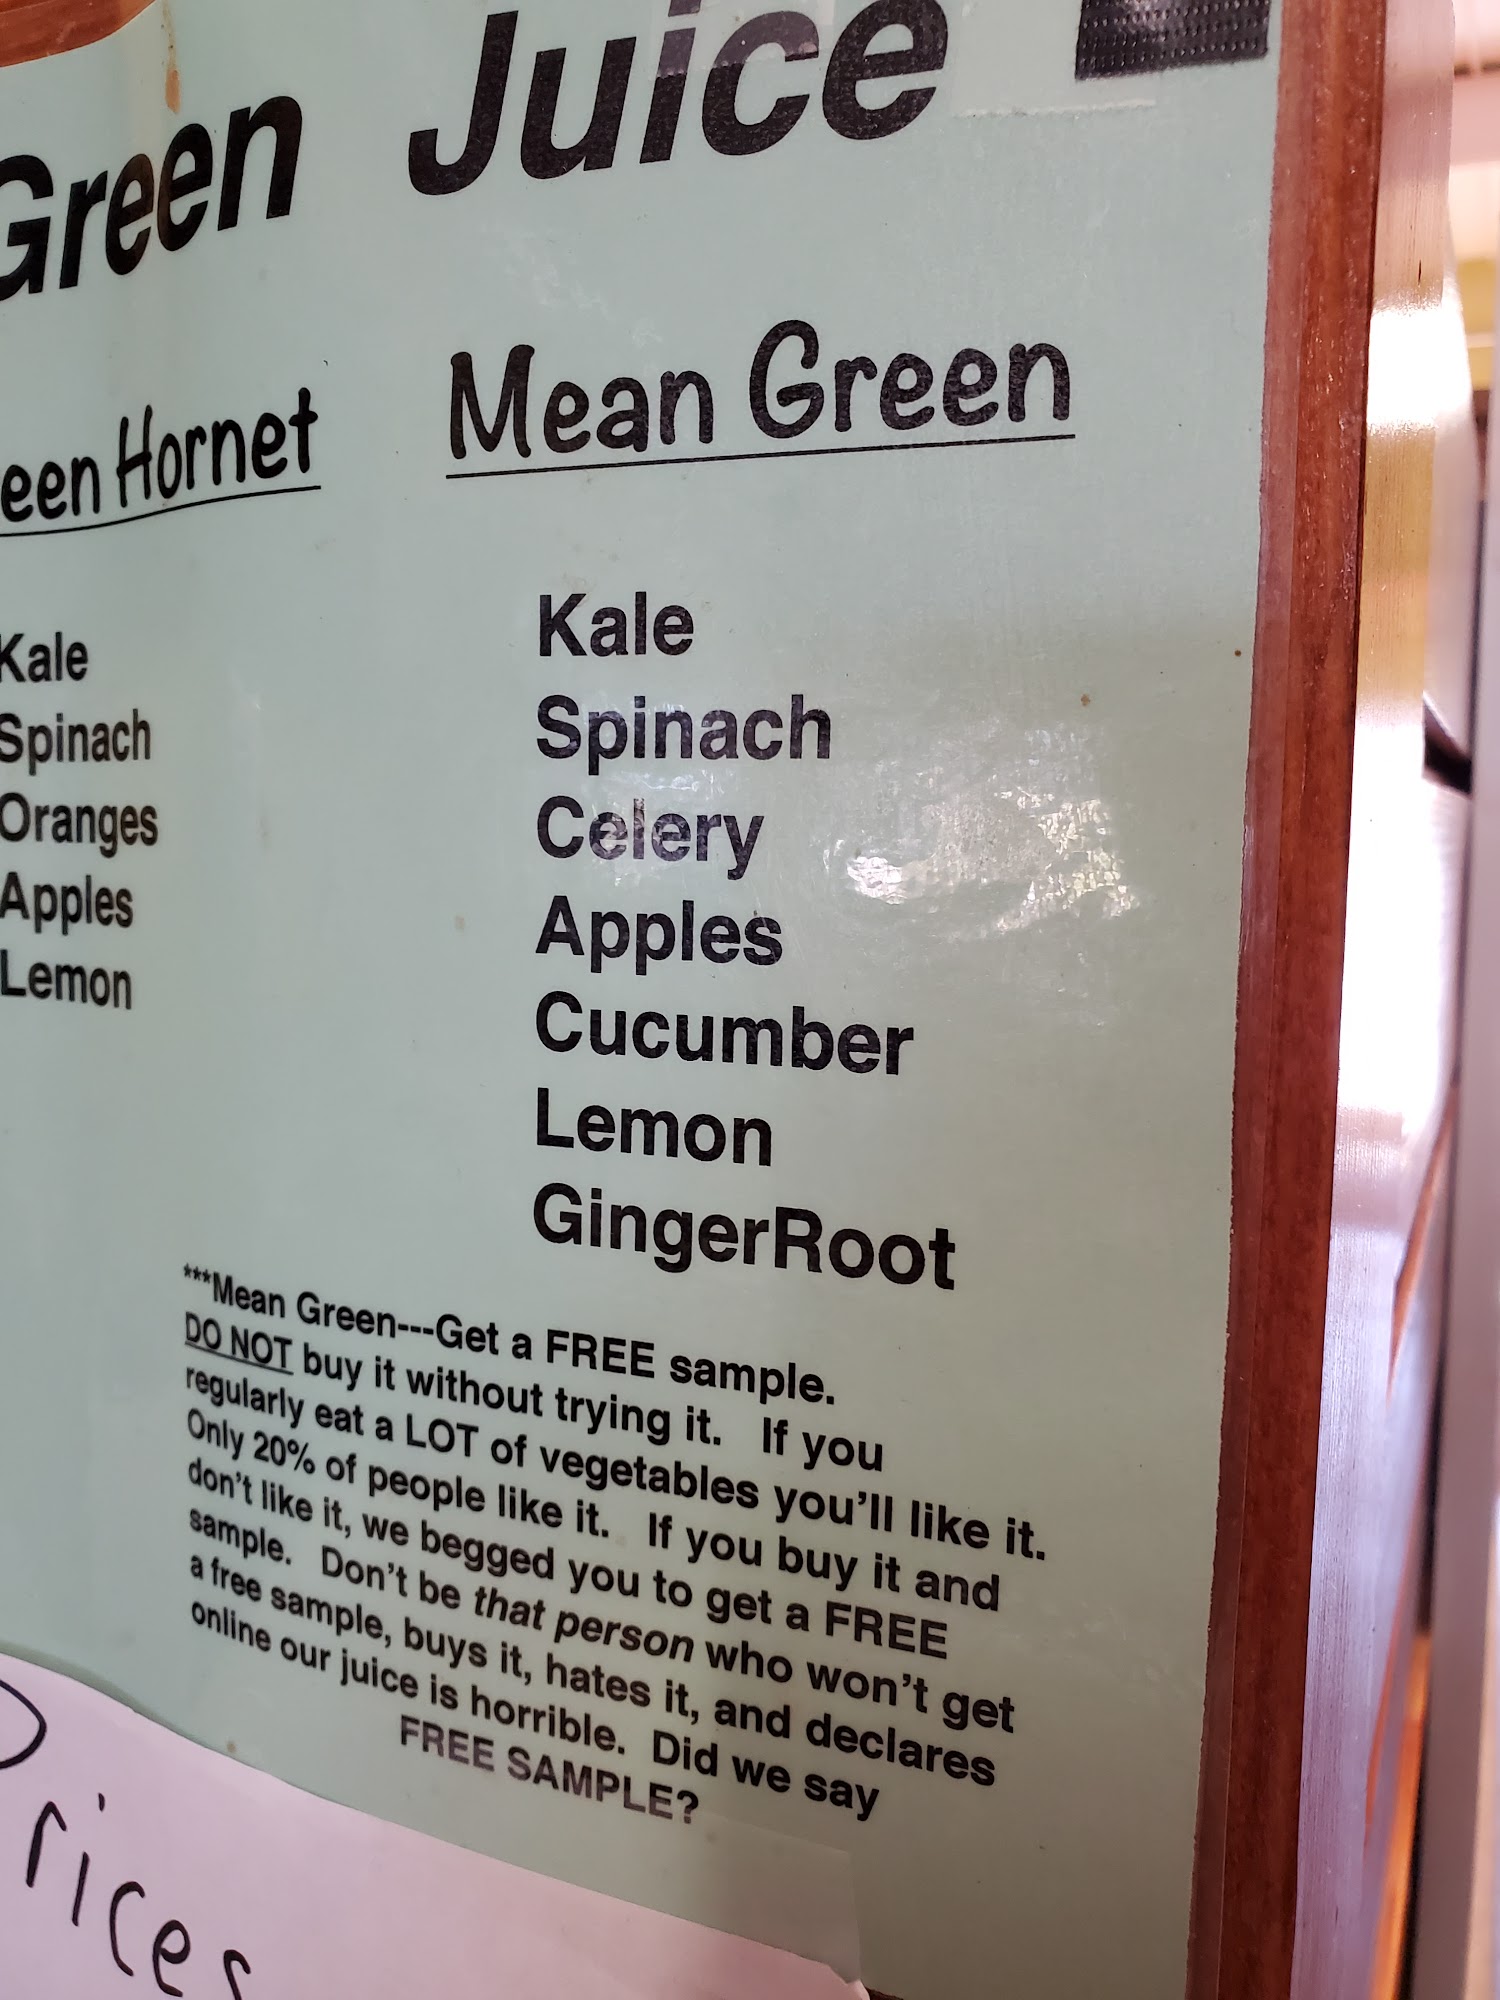 Green Juice
een Hornet
Kale
Spinach
Oranges
Apples
Lemon
Mean Green
Kale
Spinach
Celery
Apples
Cucumber
Lemon
GingerRoot
***Mean Green---Get a FREE sample.
DO NOT buy it without trying it. If you
regularly eat a LOT of vegetables you'll like it.
Only 20% of people like it. If you buy it and
don't like it, we begged you to get a FREE
sample. Don't be that person who won't get
a free sample, buys it, hates it, and declares
online our juice is horrible. Did we say
FREE SAMPLE?
rices